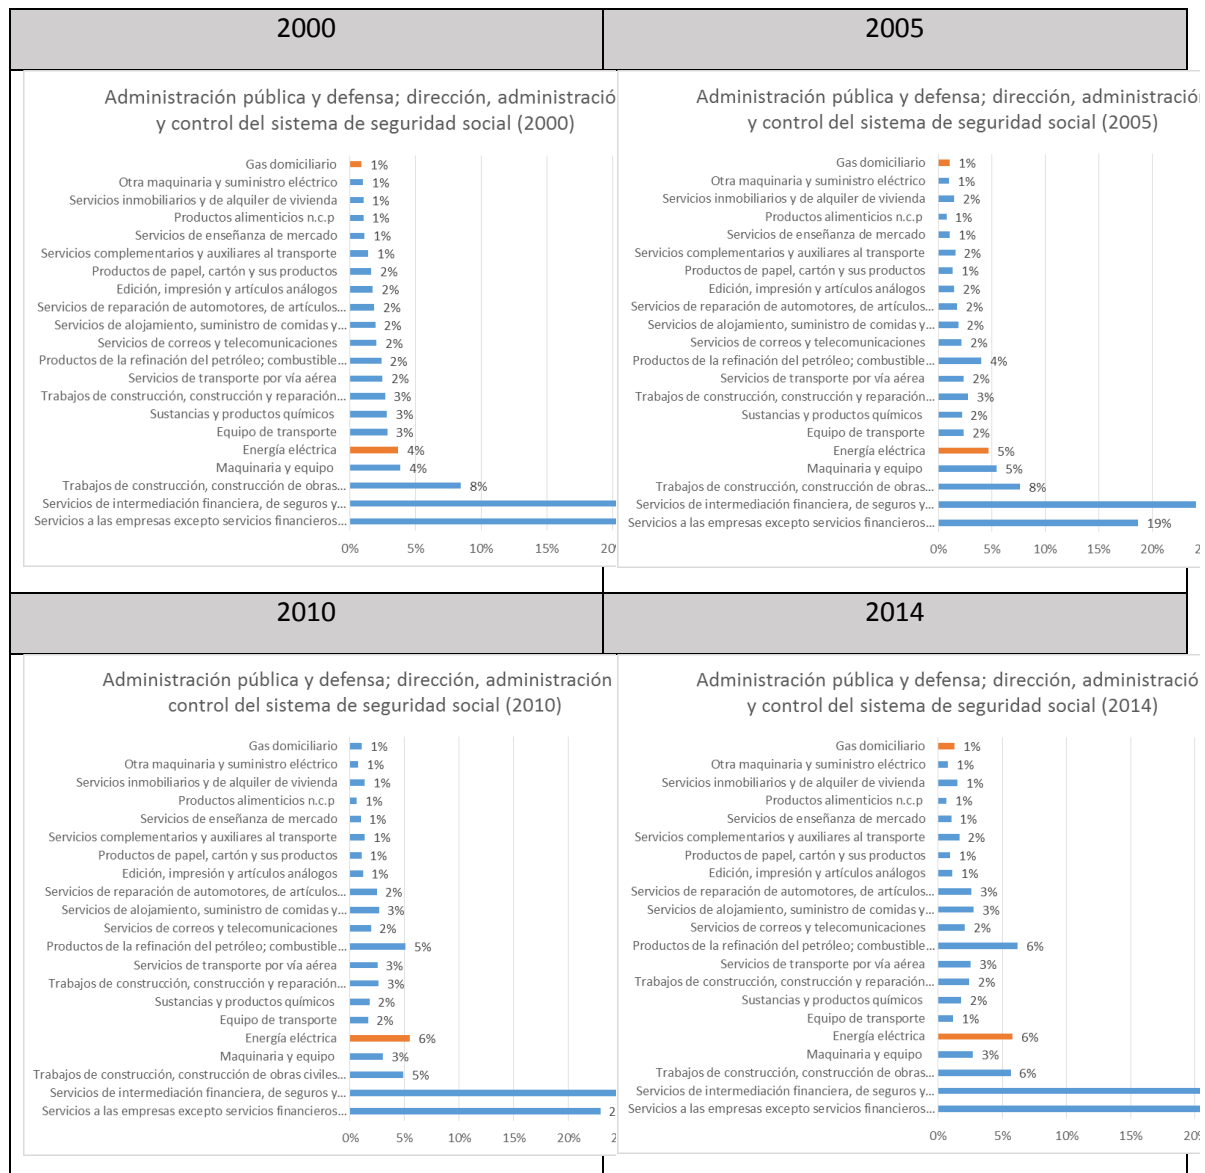 2000
2005
Administración pública y defensa; dirección, administració
y control del sistema de seguridad social (2000)
Gas domiciliario 1%
Otra maquinaria y suministro eléctrico 1%
Servicios inmobiliarios y de alquiler de vivienda 1%
Productos alimenticios n.c.p 1%
Servicios de enseñanza de mercado 1%
Servicios complementarios y auxiliares al transporte 1%
Productos de papel, cartón y sus productos 2%
Edición, impresión y artículos análogos 2%
Servicios de reparación de automotores, de artículos... 2%
Servicios de alojamiento, suministro de comidas y... 2%
Servicios de correos y telecomunicaciones 2%
Productos de la refinación del petróleo; combustible... 2%
Servicios de transporte por vía aérea 2%
Trabajos de construcción, construcción y reparación... 3%
Sustancias y productos químicos 3%
Equipo de transporte 3%
Energía eléctrica 4%
Maquinaria y equipo 4%
Trabajos de construcción, construcción de obras... 8%
Servicios de intermediación financiera, de seguros y...
Servicios a las empresas excepto servicios financieros...
0% 5% 10% 15% 20
Administración pública y defensa; dirección, administració
y control del sistema de seguridad social (2005)
Gas domiciliario 1%
Otra maquinaria y suministro eléctrico 1%
Servicios inmobiliarios y de alquiler de vivienda 2%
Productos alimenticios n.c.p 1%
Servicios de enseñanza de mercado 1%
Servicios complementarios y auxiliares al transporte 2%
Productos de papel, cartón y sus productos 1%
Edición, impresión y artículos análogos 2%
Servicios de reparación de automotores, de artículos... 2%
Servicios de alojamiento, suministro de comidas y... 2%
Servicios de correos y telecomunicaciones 2%
Productos de la refinación del petróleo; combustible... 4%
Servicios de transporte por vía aérea 2%
Trabajos de construcción, construcción y reparación... 3%
Sustancias y productos químicos 2%
Equipo de transporte 2%
Energía eléctrica 5%
Maquinaria y equipo 5%
Trabajos de construcción, construcción de obras... 8%
Servicios de intermediación financiera, de seguros y...
Servicios a las empresas excepto servicios financieros... 19%
0% 5% 10% 15% 20% 2
2010
2014
Administración pública y defensa; dirección, administración
control del sistema de seguridad social (2010)
Gas domiciliario 1%
Otra maquinaria y suministro eléctrico 1%
Servicios inmobiliarios y de alquiler de vivienda 1%
Productos alimenticios n.c.p 1%
Servicios de enseñanza de mercado 1%
Servicios complementarios y auxiliares al transporte 1%
Productos de papel, cartón y sus productos 1%
Edición, impresión y artículos análogos 1%
Servicios de reparación de automotores, de artículos... 2%
Servicios de alojamiento, suministro de comidas y... 3%
Servicios de correos y telecomunicaciones 2%
Productos de la refinación del petróleo; combustible... 5%
Servicios de transporte por vía aérea 3%
Trabajos de construcción, construcción y reparación... 3%
Sustancias y productos químicos 2%
Equipo de transporte 2%
Energía eléctrica 6%
Maquinaria y equipo 3%
Trabajos de construcción, construcción de obras civiles... 5%
Servicios de intermediación financiera, de seguros y...
Servicios a las empresas excepto servicios financieros... 2
0% 5% 10% 15% 20% 2
Administración pública y defensa; dirección, administració
y control del sistema de seguridad social (2014)
Gas domiciliario 1%
Otra maquinaria y suministro eléctrico 1%
Servicios inmobiliarios y de alquiler de vivienda 1%
Productos alimenticios n.c.p 1%
Servicios de enseñanza de mercado 1%
Servicios complementarios y auxiliares al transporte 2%
Productos de papel, cartón y sus productos 1%
Edición, impresión y artículos análogos 1%
Servicios de reparación de automotores, de artículos... 3%
Servicios de alojamiento, suministro de comidas y... 3%
Servicios de correos y telecomunicaciones 2%
Productos de la refinación del petróleo; combustible... 6%
Servicios de transporte por vía aérea 3%
Trabajos de construcción, construcción y reparación... 2%
Sustancias y productos químicos 2%
Equipo de transporte 1%
Energía eléctrica 6%
Maquinaria y equipo 3%
Trabajos de construcción, construcción de obras... 6%
Servicios de intermediación financiera, de seguros y...
Servicios a las empresas excepto servicios financieros...
0% 5% 10% 15% 20